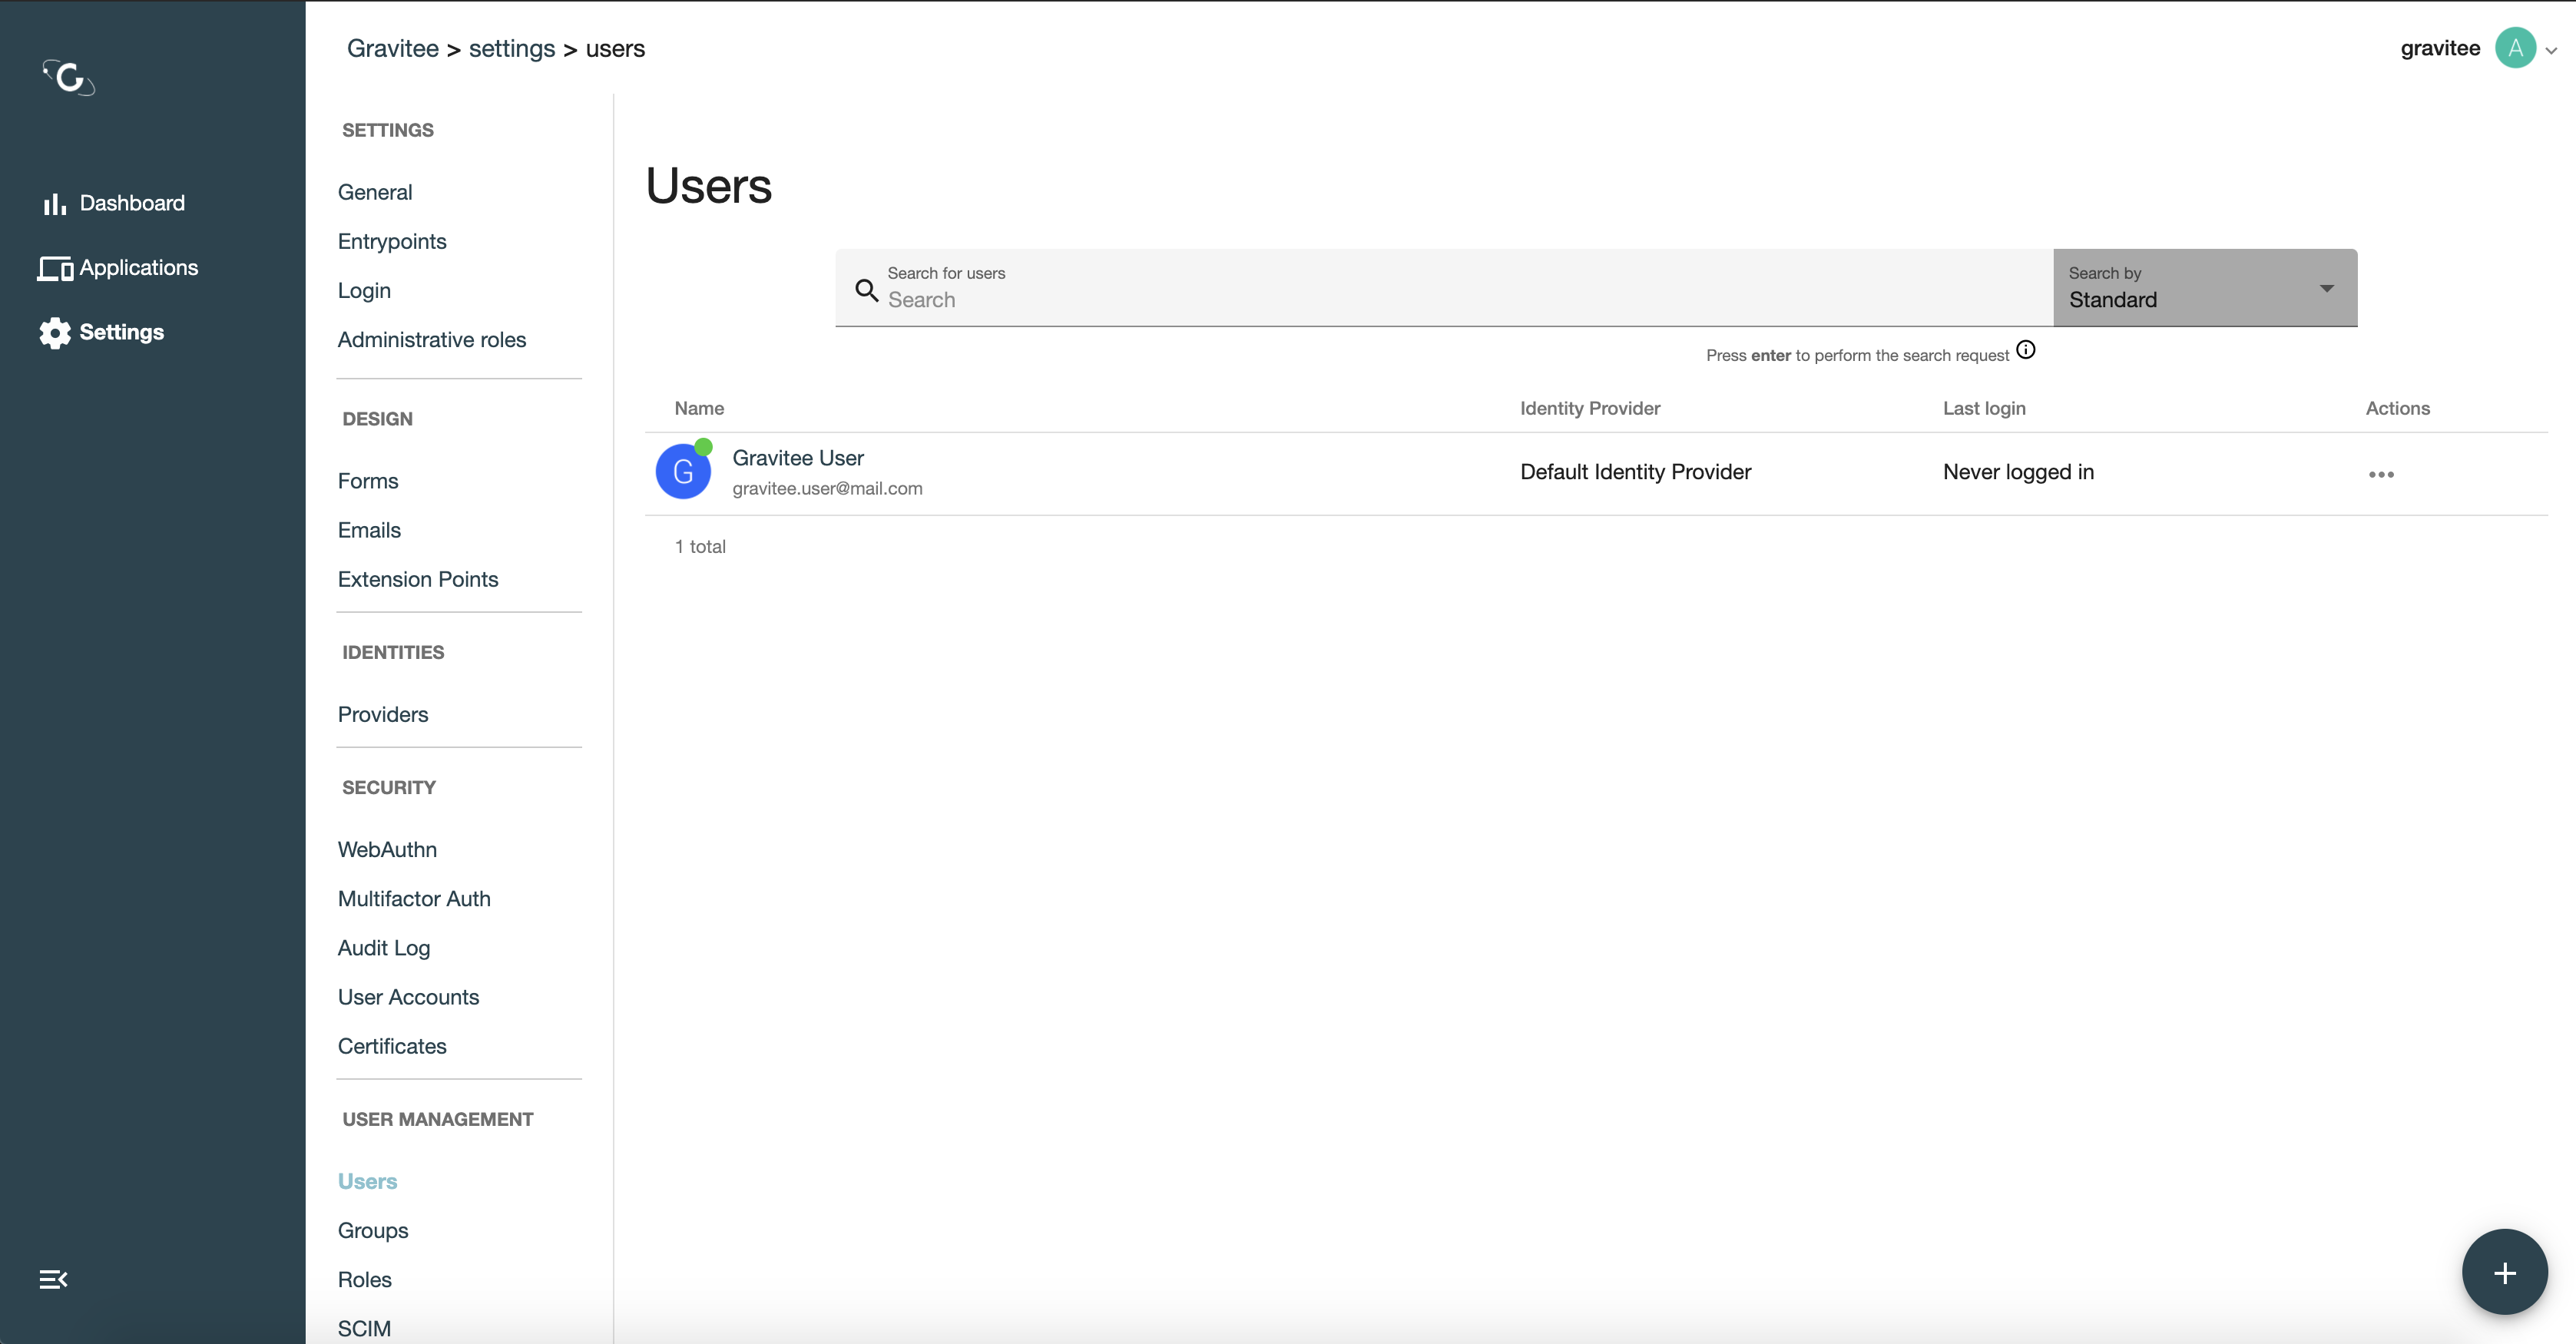 Gravitee > settings > users
gravitee
A
G
Dashboard
Applications
Settings
SETTINGS
General
Entrypoints
Login
Administrative roles
DESIGN
Forms
Emails
Extension Points
IDENTITIES
Providers
SECURITY
WebAuthn
Multifactor Auth
Audit Log
User Accounts
Certificates
USER MANAGEMENT
Users
Groups
Roles
SCIM
Users
Search for users
Search
Search by
Standard
Press enter to perform the search request
Name Identity Provider Last login Actions
G
Gravitee User
gravitee.user@mail.com
Default Identity Provider
Never logged in
1 total